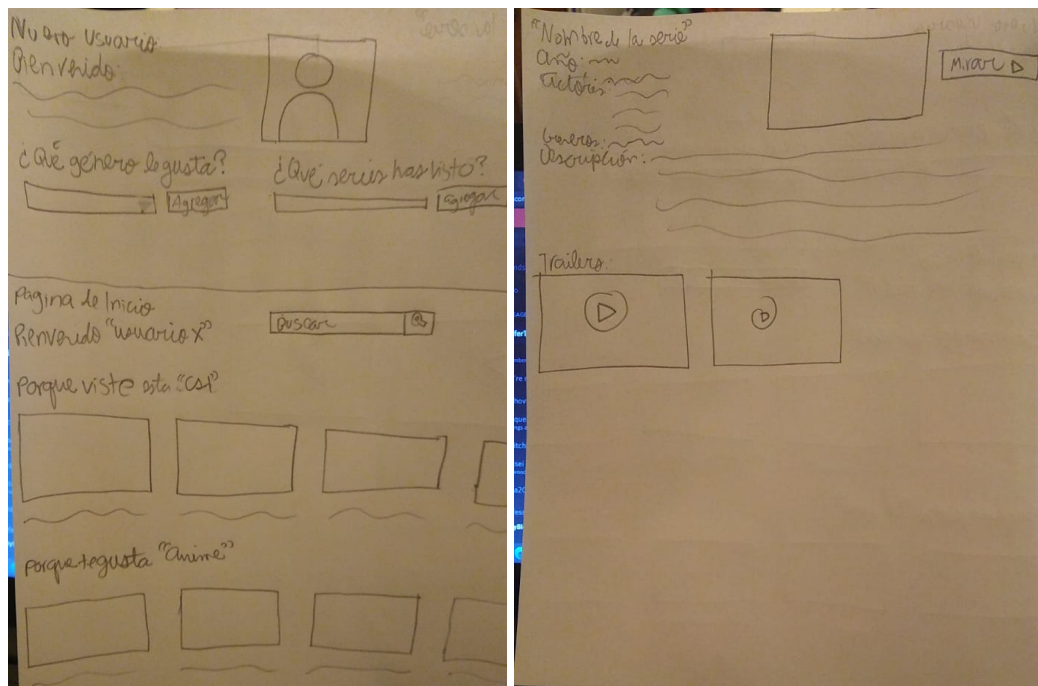 Nuevo usuario:
Bienvenido:
¿Qué género le gusta?
Agregar
¿Qué series has visto?
Agregar
Pagina de Inicio
Bienvenido "usuario x"
Buscar
Porque viste esta "CSI"
Porque te gusta "anime"
"Nombre de la serie"
Año:
Actores:
Generos:
Descripción:
Mirar
Trailers: